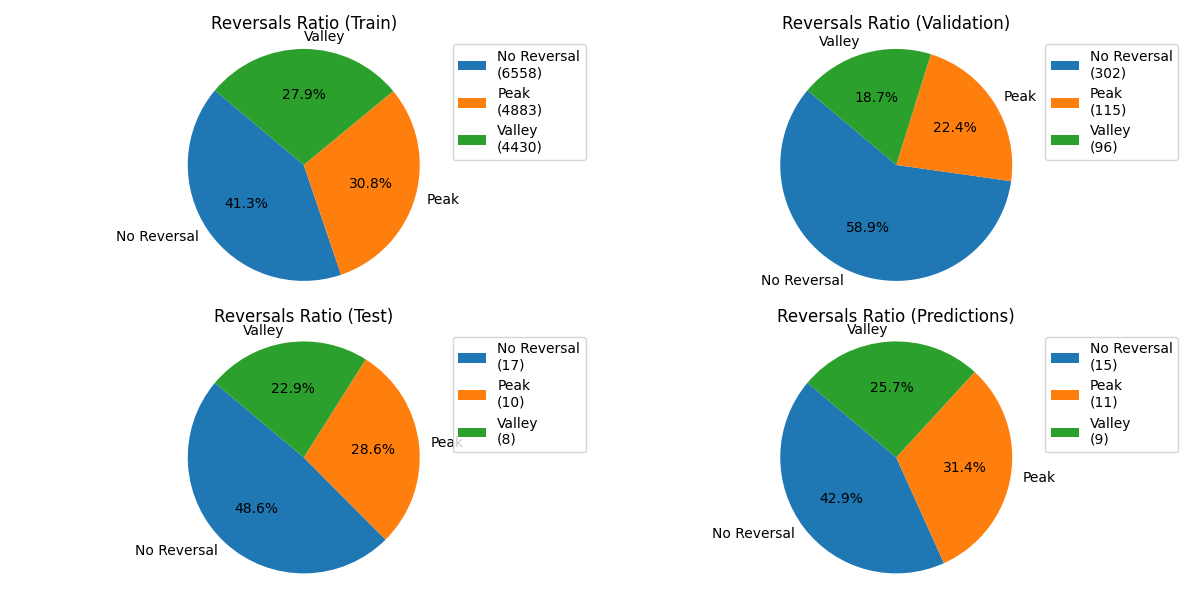 Reversals Ratio (Train)
Valley
27.9%
30.8%
Peak
41.3%
No Reversal
No Reversal
(6558)
Peak
(4883)
Valley
(4430)
Reversals Ratio (Validation)
Valley
18.7%
Peak
22.4%
58.9%
No Reversal
No Reversal
(302)
Peak
(115)
Valley
(96)
Reversals Ratio (Test)
Valley
22.9%
28.6%
Peak
48.6%
No Reversal
No Reversal
(17)
Peak
(10)
Valley
(8)
Reversals Ratio (Predictions)
Valley
25.7%
31.4%
Peak
42.9%
No Reversal
No Reversal
(15)
Peak
(11)
Valley
(9)